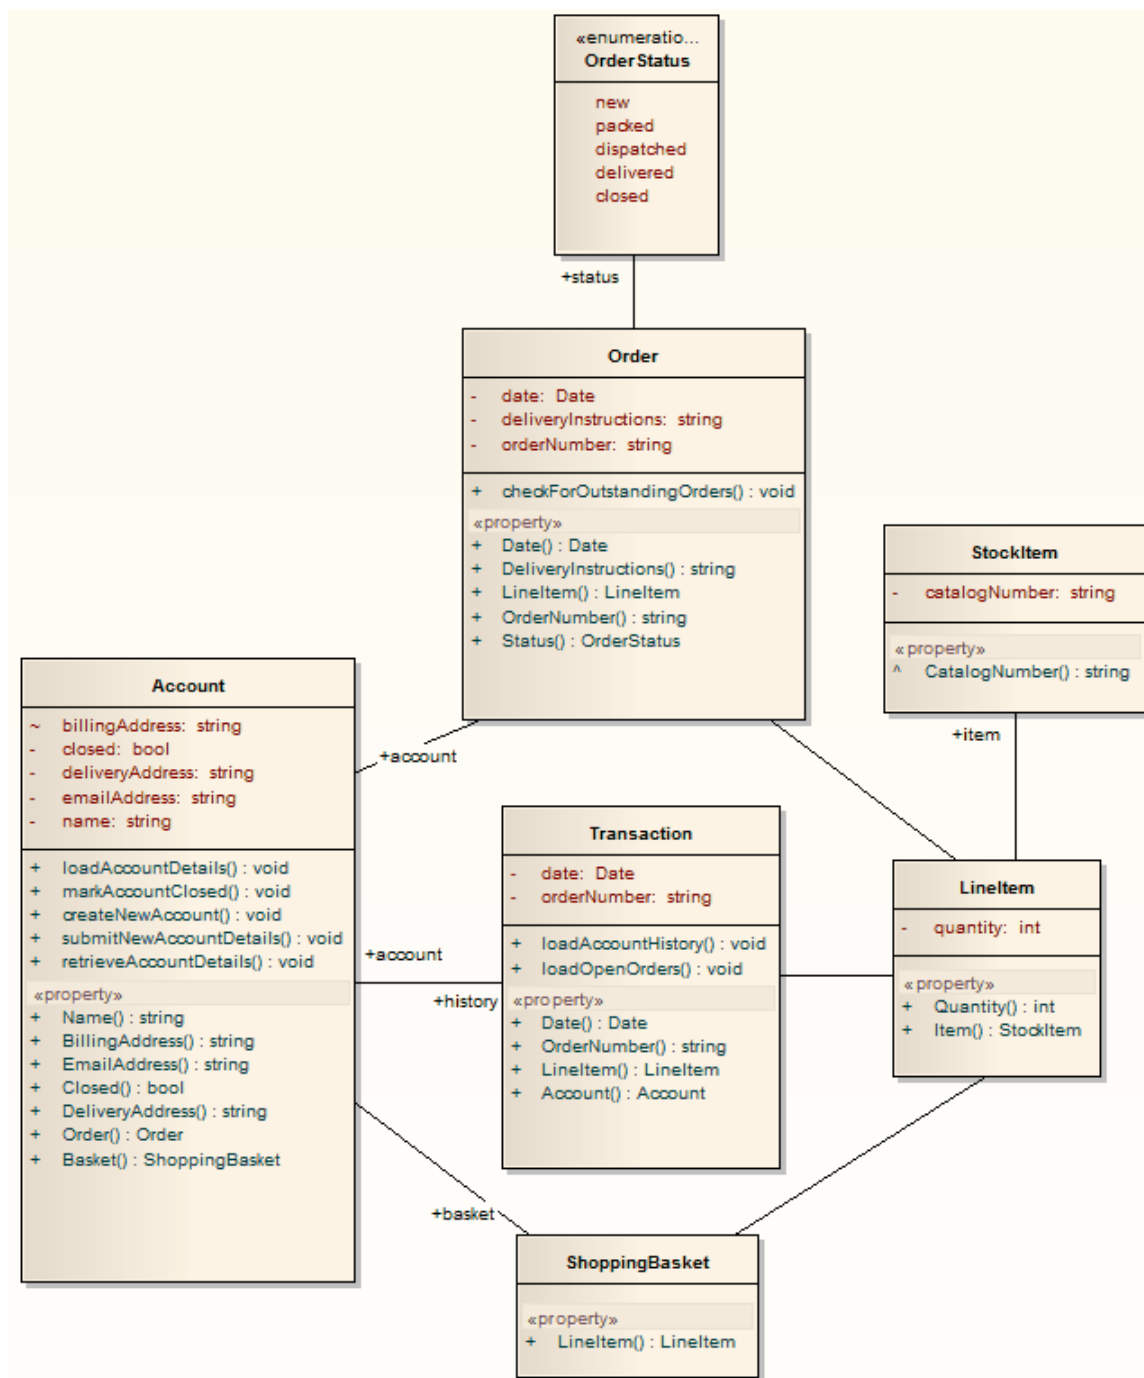 «enumeratio...
OrderStatus
new
packed
dispatched
delivered
closed
+status
Order
- date: Date
- deliveryInstructions: string
- orderNumber: string
+ checkForOutstandingOrders() : void
«property»
+ Date() : Date
+ DeliveryInstructions() : string
+ LineItem() : LineItem
+ OrderNumber() : string
+ Status() : OrderStatus
StockItem
- catalogNumber: string
«property»
^ CatalogNumber() : string
+item
Account
~ billingAddress: string
- closed: bool
- deliveryAddress: string
- emailAddress: string
- name: string
+ loadAccountDetails() : void
+ markAccountClosed() : void
+ createNewAccount() : void
+ submitNewAccountDetails() : void
+ retrieveAccountDetails() : void
«property»
+ Name() : string
+ BillingAddress() : string
+ EmailAddress() : string
+ Closed() : bool
+ DeliveryAddress() : string
+ Order() : Order
+ Basket() : ShoppingBasket
+account
+account
+history
+basket
Transaction
- date: Date
- orderNumber: string
+ loadAccountHistory() : void
+ loadOpenOrders() : void
«property»
+ Date() : Date
+ OrderNumber() : string
+ LineItem() : LineItem
+ Account() : Account
LineItem
- quantity: int
«property»
+ Quantity() : int
+ Item() : StockItem
ShoppingBasket
«property»
+ LineItem() : LineItem